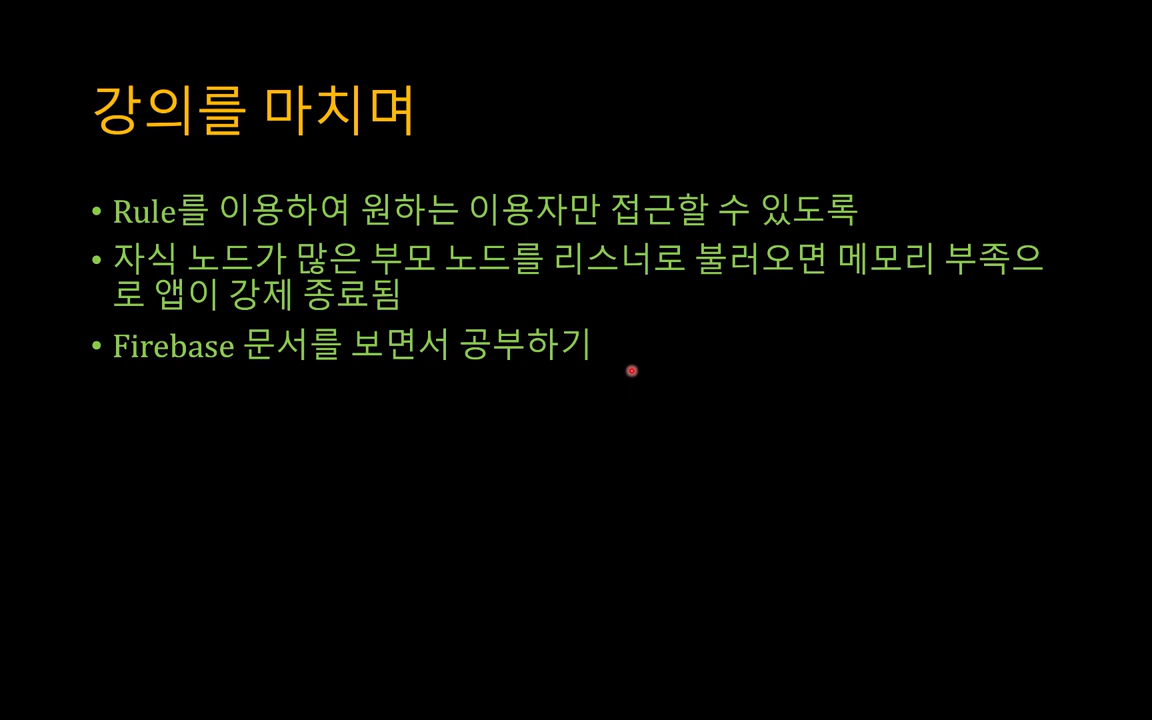 강의를 마치며
• Rule를 이용하여 원하는 이용자만 접근할 수 있도록
• 자식 노드가 많은 부모 노드를 리스너로 불러오면 메모리 부족으
로 앱이 강제 종료됨
• Firebase 문서를 보면서 공부하기